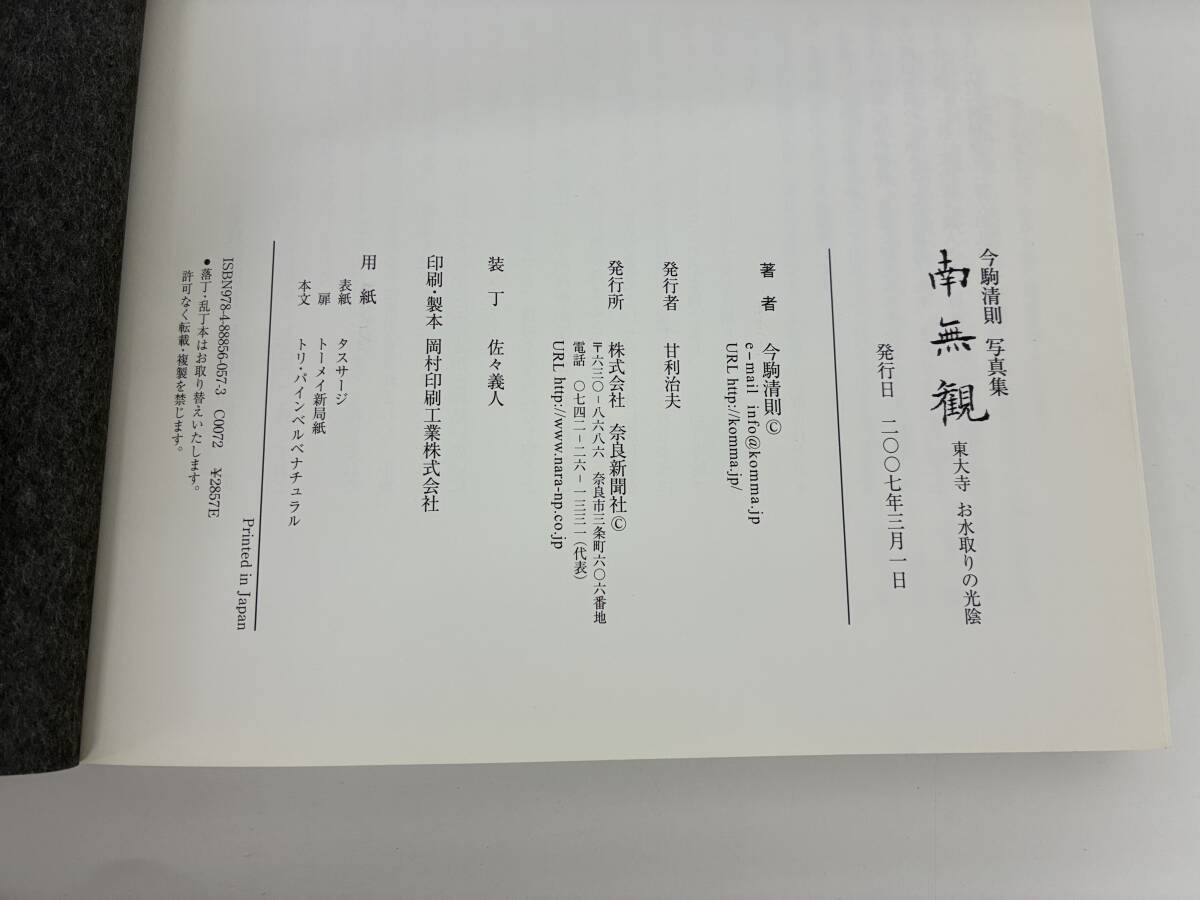 今駒清則 写真集
南無観
東大寺 お水取りの光陰
発行日 二〇〇七年三月一日
著者 今駒清則©
e-mail info@komma.jp
URL http://komma.jp/
発行者 甘利治夫
発行所 株式会社 奈良新聞社©
〒六三〇-八六八六 奈良市三条町六〇六番地
電話 〇七四二-二六-一三三一(代表)
URL http://www.nara-np.co.jp
装丁 佐々義人
印刷・製本 岡村印刷工業株式会社
用紙
表紙 タスサージ
扉 トーメイ新局紙
本文 トリ・パインベルベナチュラル
Printed in Japan
ISBN978-4-88856-057-3 C0072 ¥2857E
●落丁・乱丁本はお取り替えいたします。
許可なく転載・複製を禁じます。